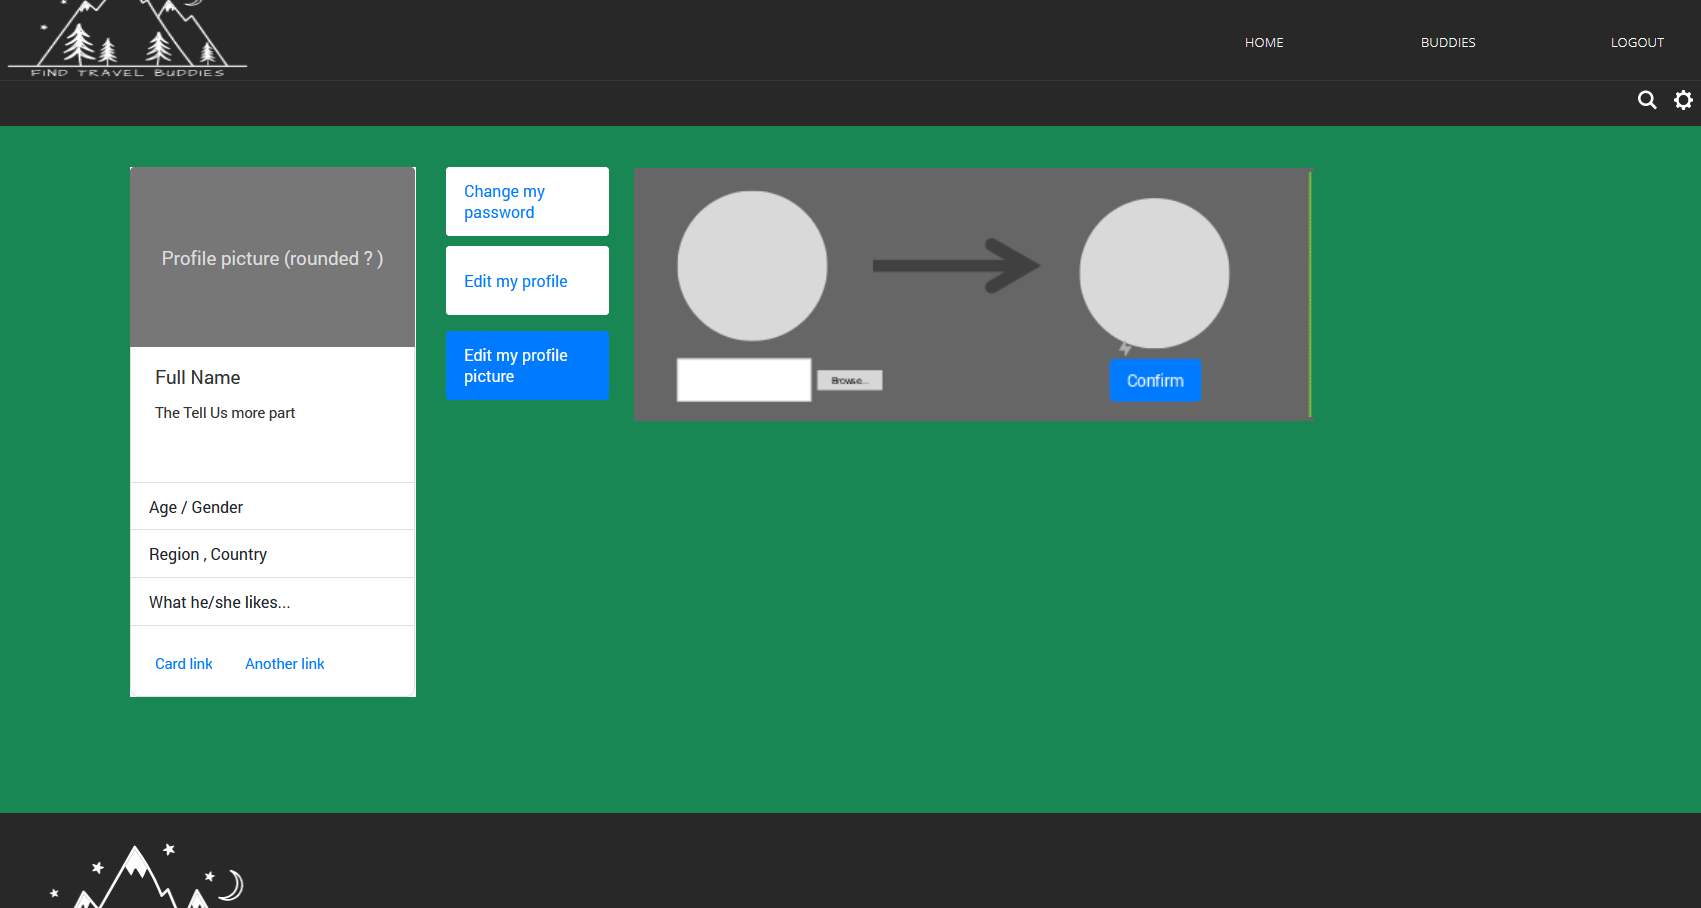 FIND TRAVEL BUDDIES
HOME
BUDDIES
LOGOUT
Profile picture (rounded ? )
Full Name
The Tell Us more part
Age / Gender
Region , Country
What he/she likes...
Card link
Another link
Change my
password
Edit my profile
Edit my profile
picture
Browse...
Confirm